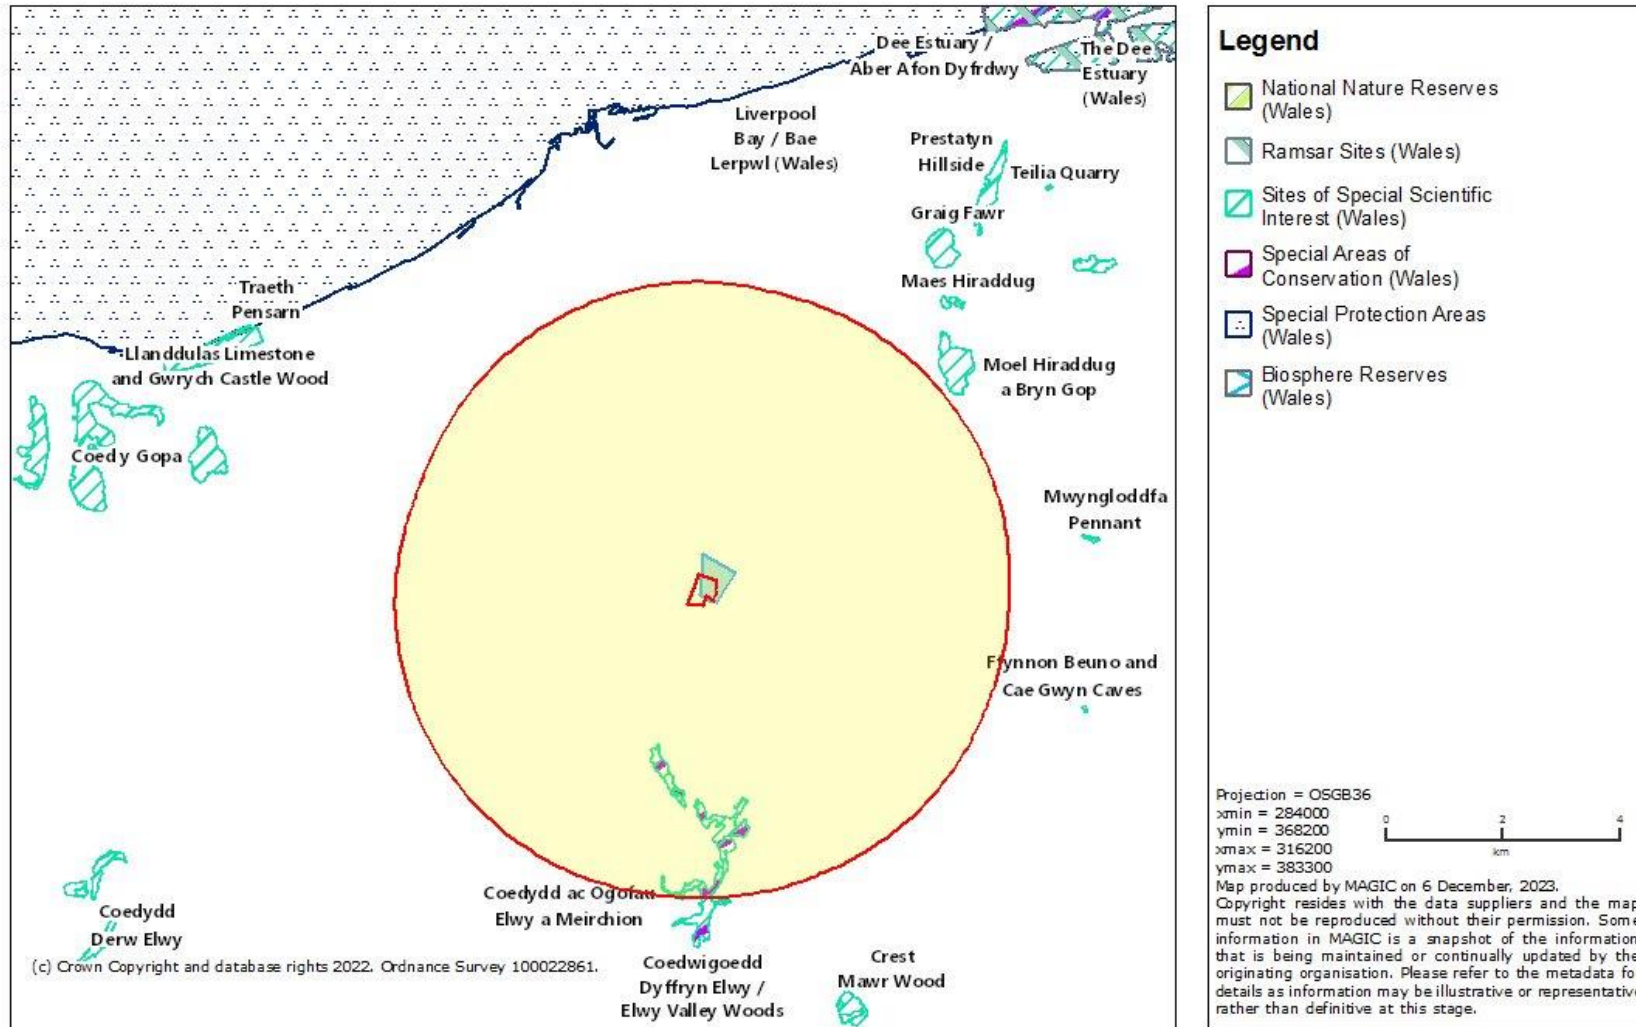 Dee Estuary /
Aber Afon Dyfrdwy
The Dee
Estuary
(Wales)
Liverpool
Bay / Bae
Lerpwl (Wales)
Prestatyn
Hillside
Teilia Quarry
Graig Fawr
Maes Hiraddug
Traeth
Pensarn
Llanddulas Limestone
and Gwrych Castle Wood
Moel Hiraddug
a Bryn Gop
Coed y Gopa
Mwyngloddfa
Pennant
Ffynnon Beuno and
Cae Gwyn Caves
Coedydd ac Ogofau
Elwy a Meirchion
Coedydd
Derw Elwy
(c) Crown Copyright and database rights 2022. Ordnance Survey 100022861.
Coedwigoedd
Dyffryn Elwy /
Elwy Valley Woods
Crest
Mawr Wood
Legend
National Nature Reserves
(Wales)
Ramsar Sites (Wales)
Sites of Special Scientific
Interest (Wales)
Special Areas of
Conservation (Wales)
Special Protection Areas
(Wales)
Biosphere Reserves
(Wales)
Projection = OSGB36
xmin = 284000
ymin = 368200
xmax = 316200
ymax = 383300
0 2 4
km
Map produced by MAGIC on 6 December, 2023.
Copyright resides with the data suppliers and the map
must not be reproduced without their permission. Some
information in MAGIC is a snapshot of the information
that is being maintained or continually updated by the
originating organisation. Please refer to the metadata fo
details as information may be illustrative or representative
rather than definitive at this stage.